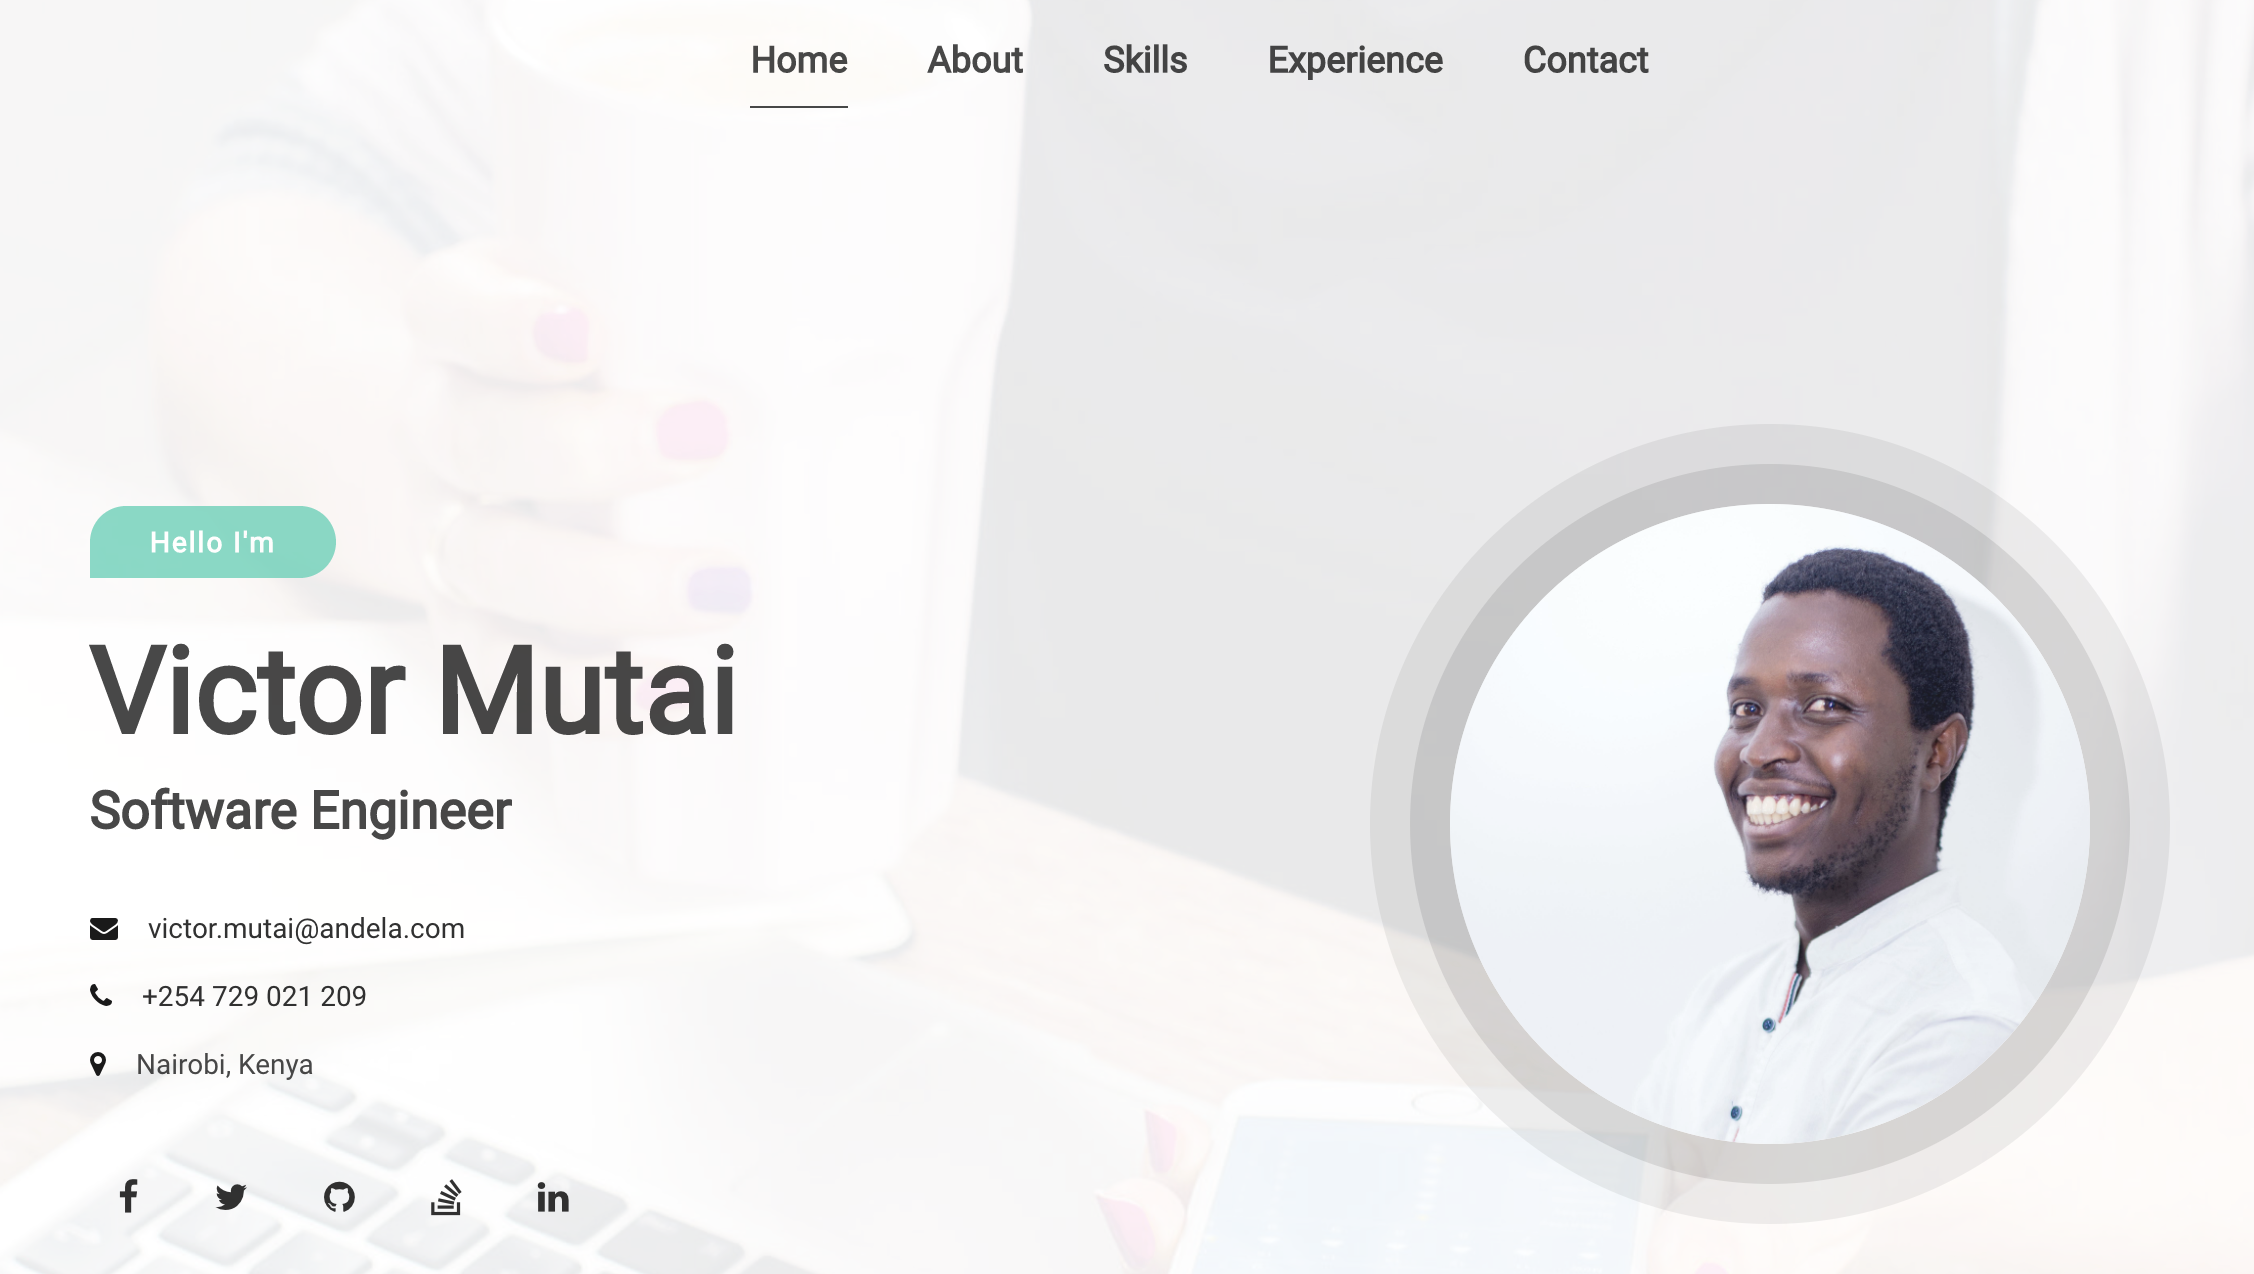 Home About Skills Experience Contact
Hello I'm
Victor Mutai
Software Engineer
victor.mutai@andela.com
+254 729 021 209
Nairobi, Kenya